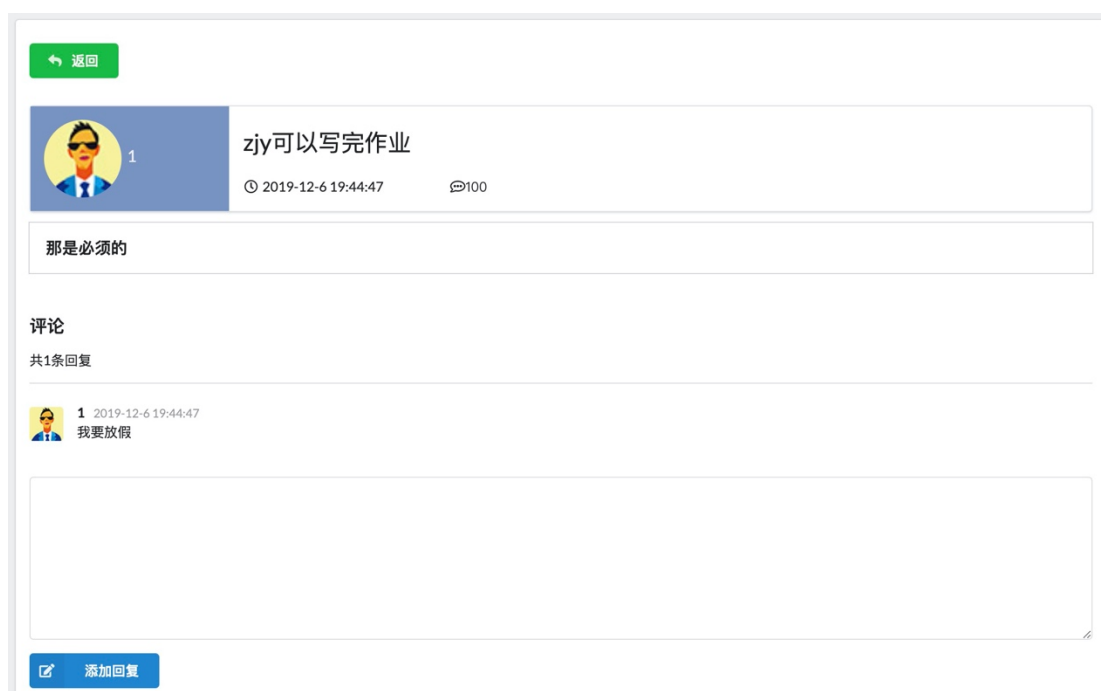 返回
1
zjy可以写完作业
2019-12-6 19:44:47 100
那是必须的
评论
共1条回复
1 2019-12-6 19:44:47
我要放假
添加回复